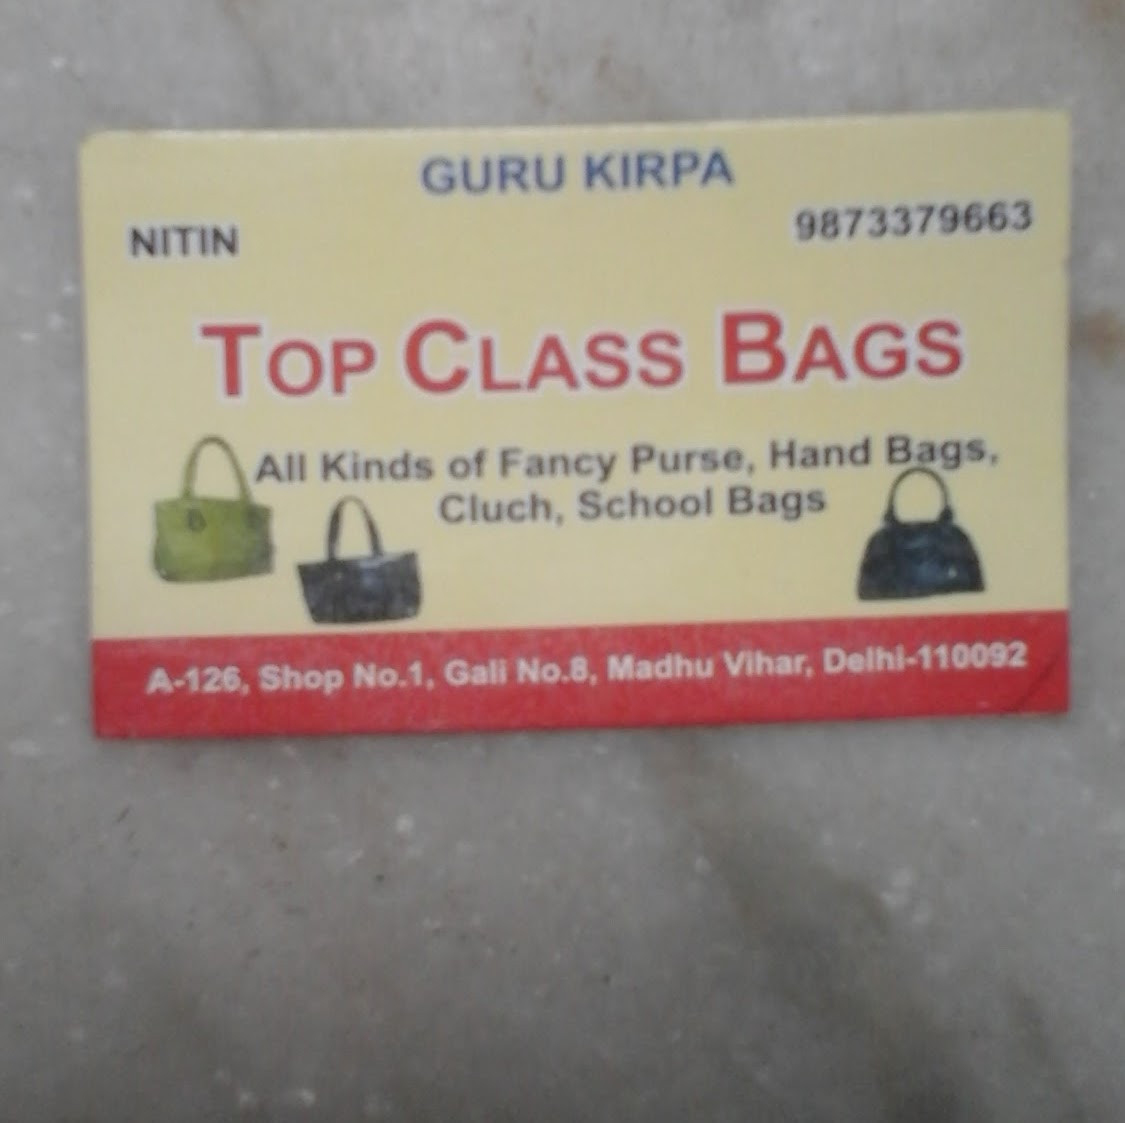 GURU KIRPA
NITIN
9873379663
TOP CLASS BAGS
All Kinds of Fancy Purse, Hand Bags,
Cluch, School Bags
A-126, Shop No.1, Gali No.8, Madhu Vihar, Delhi-110092